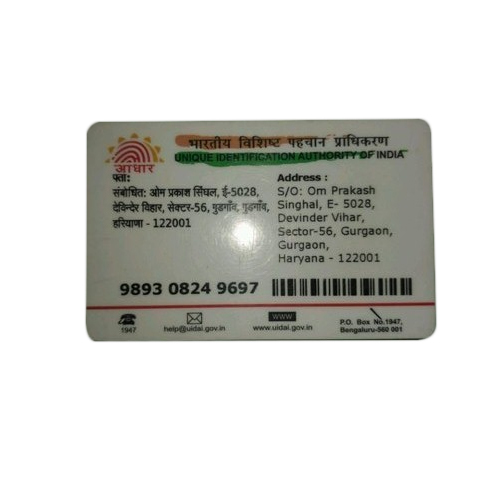 भारतीय विशिष्ट पहचान प्राधिकरण
UNIQUE IDENTIFICATION AUTHORITY OF INDIA
आधार
पता:
संबोधित: ओम प्रकाश सिंघल, ई-5028,
देविन्दर विहार, सेक्टर-56, गुडगाँव, गुडगाँव,
हरियाणा - 122001
Address :
S/O: Om Prakash
Singhal, E- 5028,
Devinder Vihar,
Sector-56, Gurgaon,
Gurgaon,
Haryana - 122001
9893 0824 9697
1947
help@uidai.gov.in
WWW
www.uidai.gov.in
P.O. Box No.1947,
Bengaluru-560 001